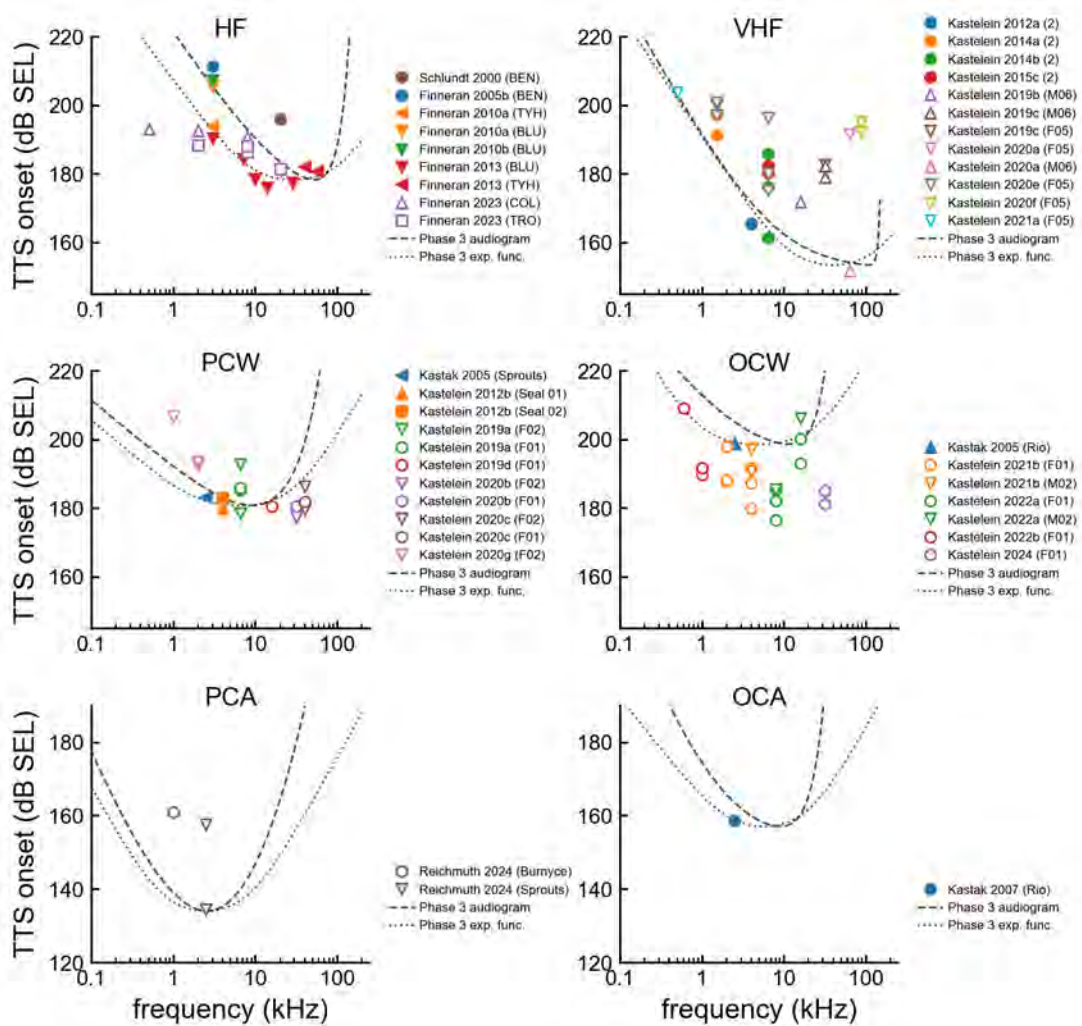 HF
TTS onset (dB SEL)
220
200
180
160
0.1
1
10
100
Schlundt 2000 (BEN)
Finneran 2005b (BEN)
Finneran 2010a (TYH)
Finneran 2010a (BLU)
Finneran 2010b (BLU)
Finneran 2013 (BLU)
Finneran 2013 (TYH)
Finneran 2023 (COL)
Finneran 2023 (TRO)
Phase 3 audiogram
Phase 3 exp. func.
VHF
220
200
180
160
0.1
1
10
100
Kastelein 2012a (2)
Kastelein 2014a (2)
Kastelein 2014b (2)
Kastelein 2015c (2)
Kastelein 2019b (M06)
Kastelein 2019c (M06)
Kastelein 2019c (F05)
Kastelein 2020a (F05)
Kastelein 2020a (M06)
Kastelein 2020e (F05)
Kastelein 2020f (F05)
Kastelein 2021a (F05)
Phase 3 audiogram
Phase 3 exp. func.
PCW
TTS onset (dB SEL)
220
200
180
160
0.1
1
10
100
Kastak 2005 (Sprouts)
Kastelein 2012b (Seal 01)
Kastelein 2012b (Seal 02)
Kastelein 2019a (F02)
Kastelein 2019a (F01)
Kastelein 2019d (F01)
Kastelein 2020b (F02)
Kastelein 2020b (F01)
Kastelein 2020c (F02)
Kastelein 2020c (F01)
Kastelein 2020g (F02)
Phase 3 audiogram
Phase 3 exp. func.
OCW
220
200
180
160
0.1
1
10
100
Kastak 2005 (Rio)
Kastelein 2021b (F01)
Kastelein 2021b (M02)
Kastelein 2022a (F01)
Kastelein 2022a (M02)
Kastelein 2022b (F01)
Kastelein 2024 (F01)
Phase 3 audiogram
Phase 3 exp. func.
PCA
TTS onset (dB SEL)
180
160
140
120
0.1
1
10
100
frequency (kHz)
Reichmuth 2024 (Burnyce)
Reichmuth 2024 (Sprouts)
Phase 3 audiogram
Phase 3 exp. func.
OCA
180
160
140
120
0.1
1
10
100
frequency (kHz)
Kastak 2007 (Rio)
Phase 3 audiogram
Phase 3 exp. func.